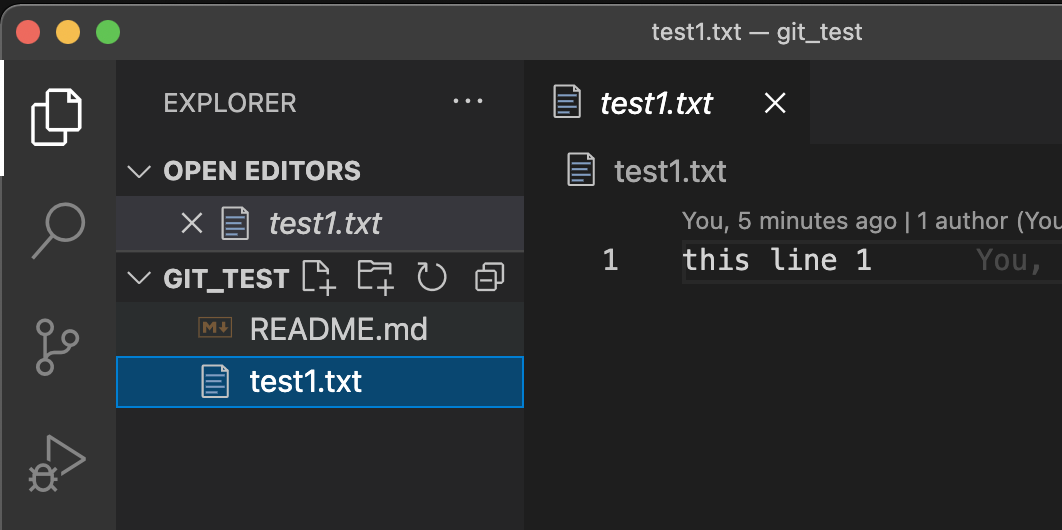 test1.txt — git_test
EXPLORER
OPEN EDITORS
test1.txt
GIT_TEST
README.md
test1.txt
test1.txt
test1.txt
You, 5 minutes ago | 1 author (You
1 this line 1 You,